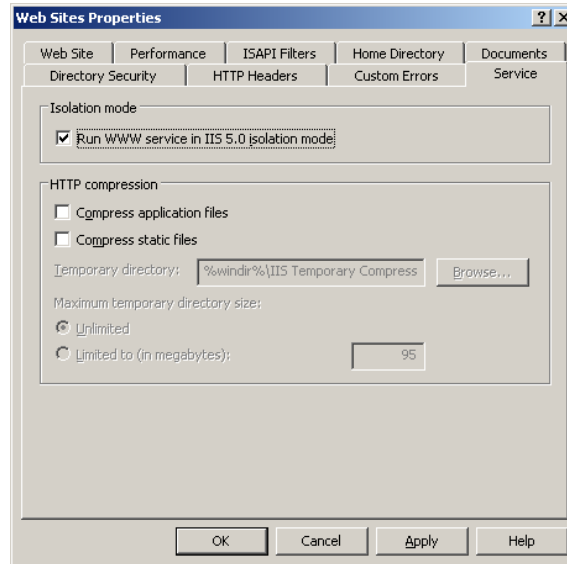 Web Sites Properties
Web Site Performance ISAPI Filters Home Directory Documents
Directory Security HTTP Headers Custom Errors Service
Isolation mode
Run WWW service in IIS 5.0 isolation mode
HTTP compression
Compress application files
Compress static files
Temporary directory: %windir%\IIS Temporary Compress Browse...
Maximum temporary directory size:
Unlimited
Limited to (in megabytes): 95
OK Cancel Apply Help